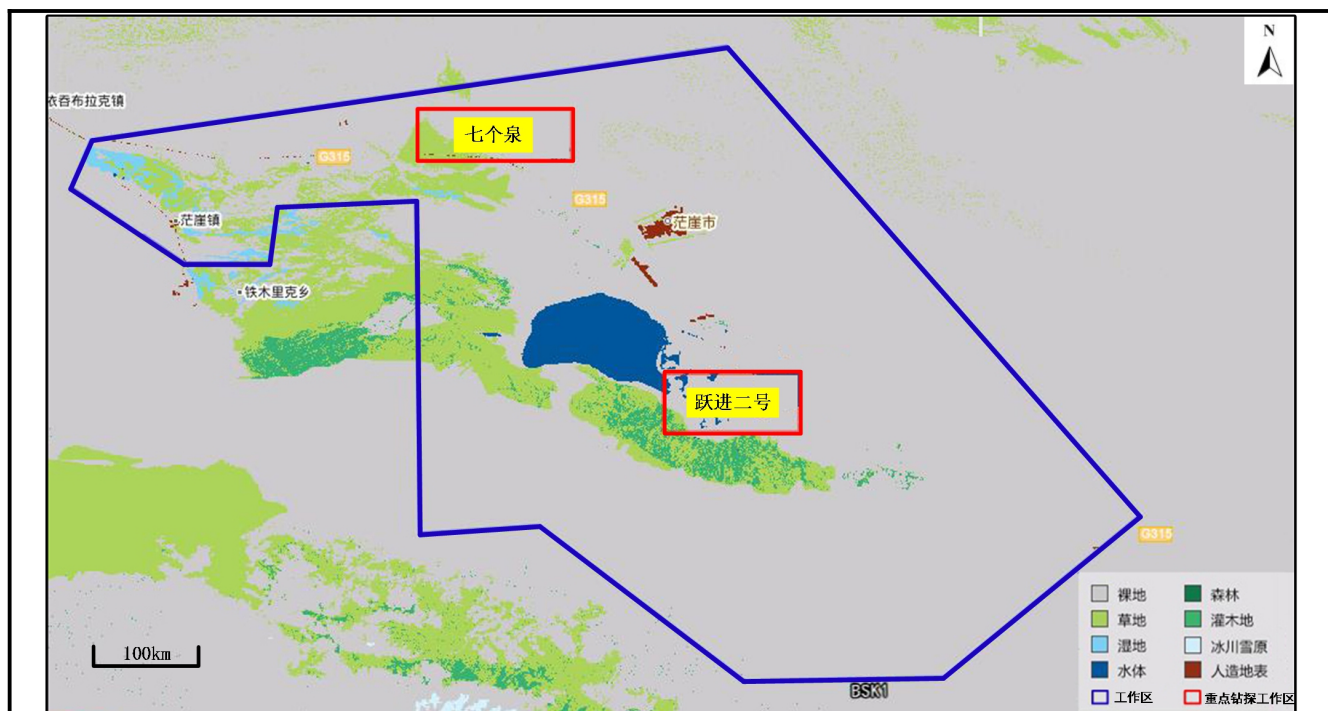 N
依吞布拉克镇
七个泉
G315
G315
茫崖镇
茫崖市
铁木里克乡
跃进二号
G315
裸地
森林
草地
灌木地
湿地
冰川雪原
水体
人造地表
工作区
重点钻探工作区
100km
BSK1